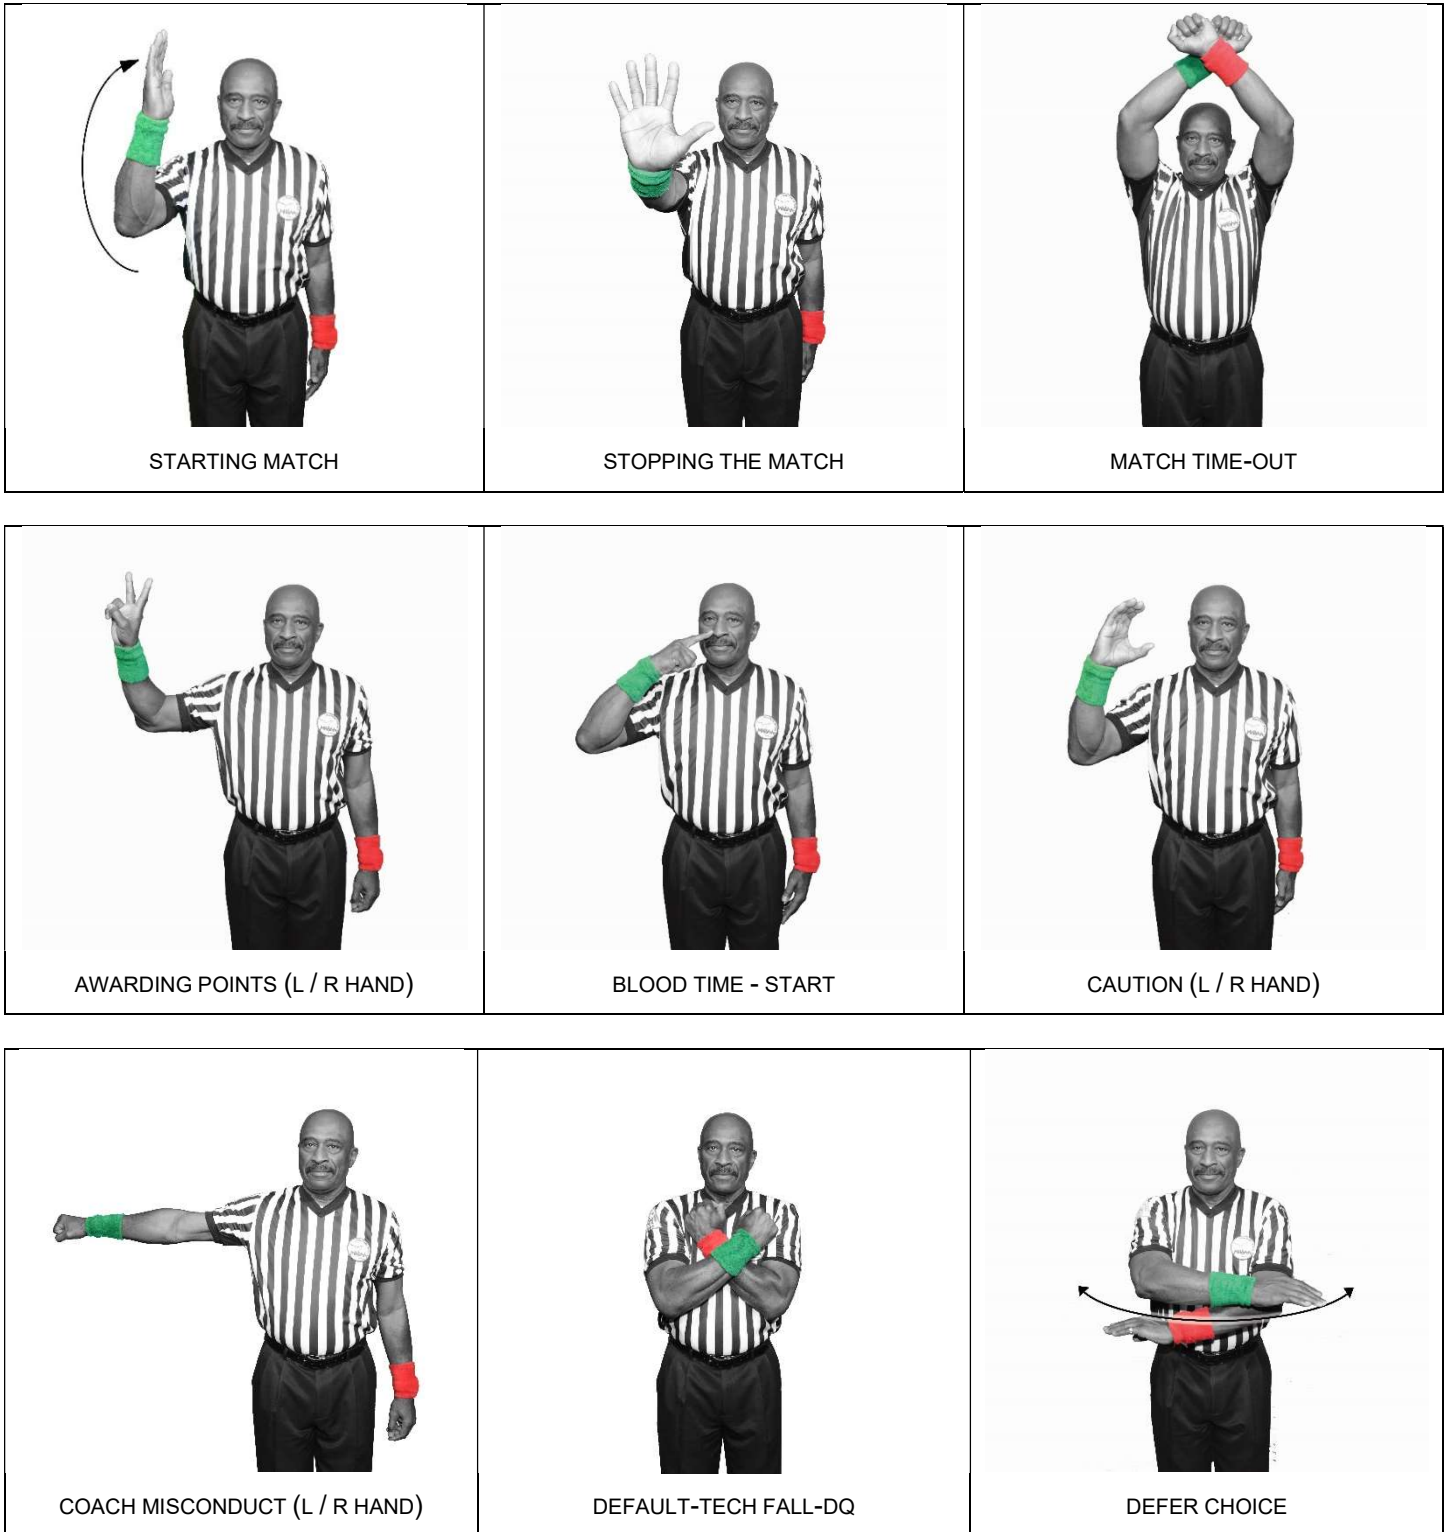 STARTING MATCH
STOPPING THE MATCH
MATCH TIME-OUT
AWARDING POINTS (L / R HAND)
BLOOD TIME - START
CAUTION (L / R HAND)
COACH MISCONDUCT (L / R HAND)
DEFAULT-TECH FALL-DQ
DEFER CHOICE